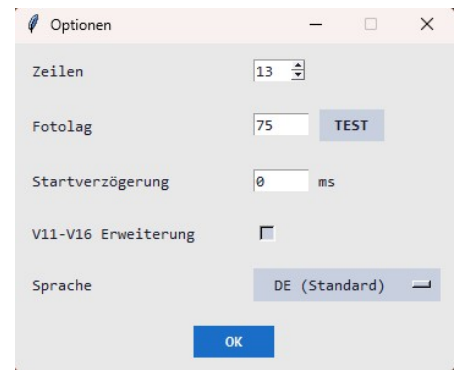 Optionen
Zeilen 13
Fotolag 75 TEST
Startverzögerung 0 ms
V11-V16 Erweiterung
Sprache DE (Standard)
OK